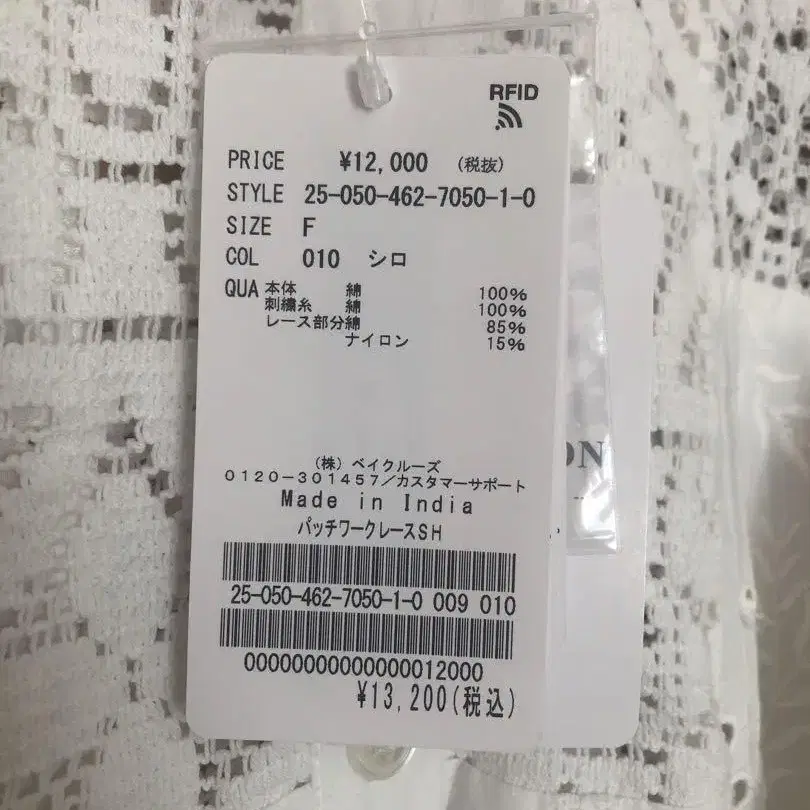 RFID
PRICE ¥12,000 (税抜)
STYLE 25-050-462-7050-1-0
SIZE F
COL 010 シロ
QUA 本体 綿 100%
刺繍糸 綿 100%
レース部分綿 85%
ナイロン 15%
(株) ベイクルーズ
0120-301457/カスタマーサポート
Made in India
パッチワークレースSH
25-050-462-7050-1-0 009 010
00000000000000012000
¥13,200(税込)
ON